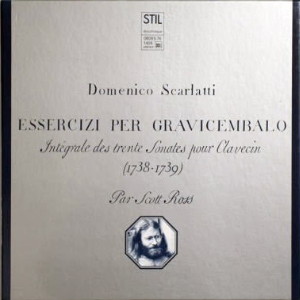 STIL
Domenico Scarlatti
ESSERCIZI PER GRAVICEMBALO
Intégrale des trente Sonates pour Clavecin
(1738-1739)
Par Scott Ross